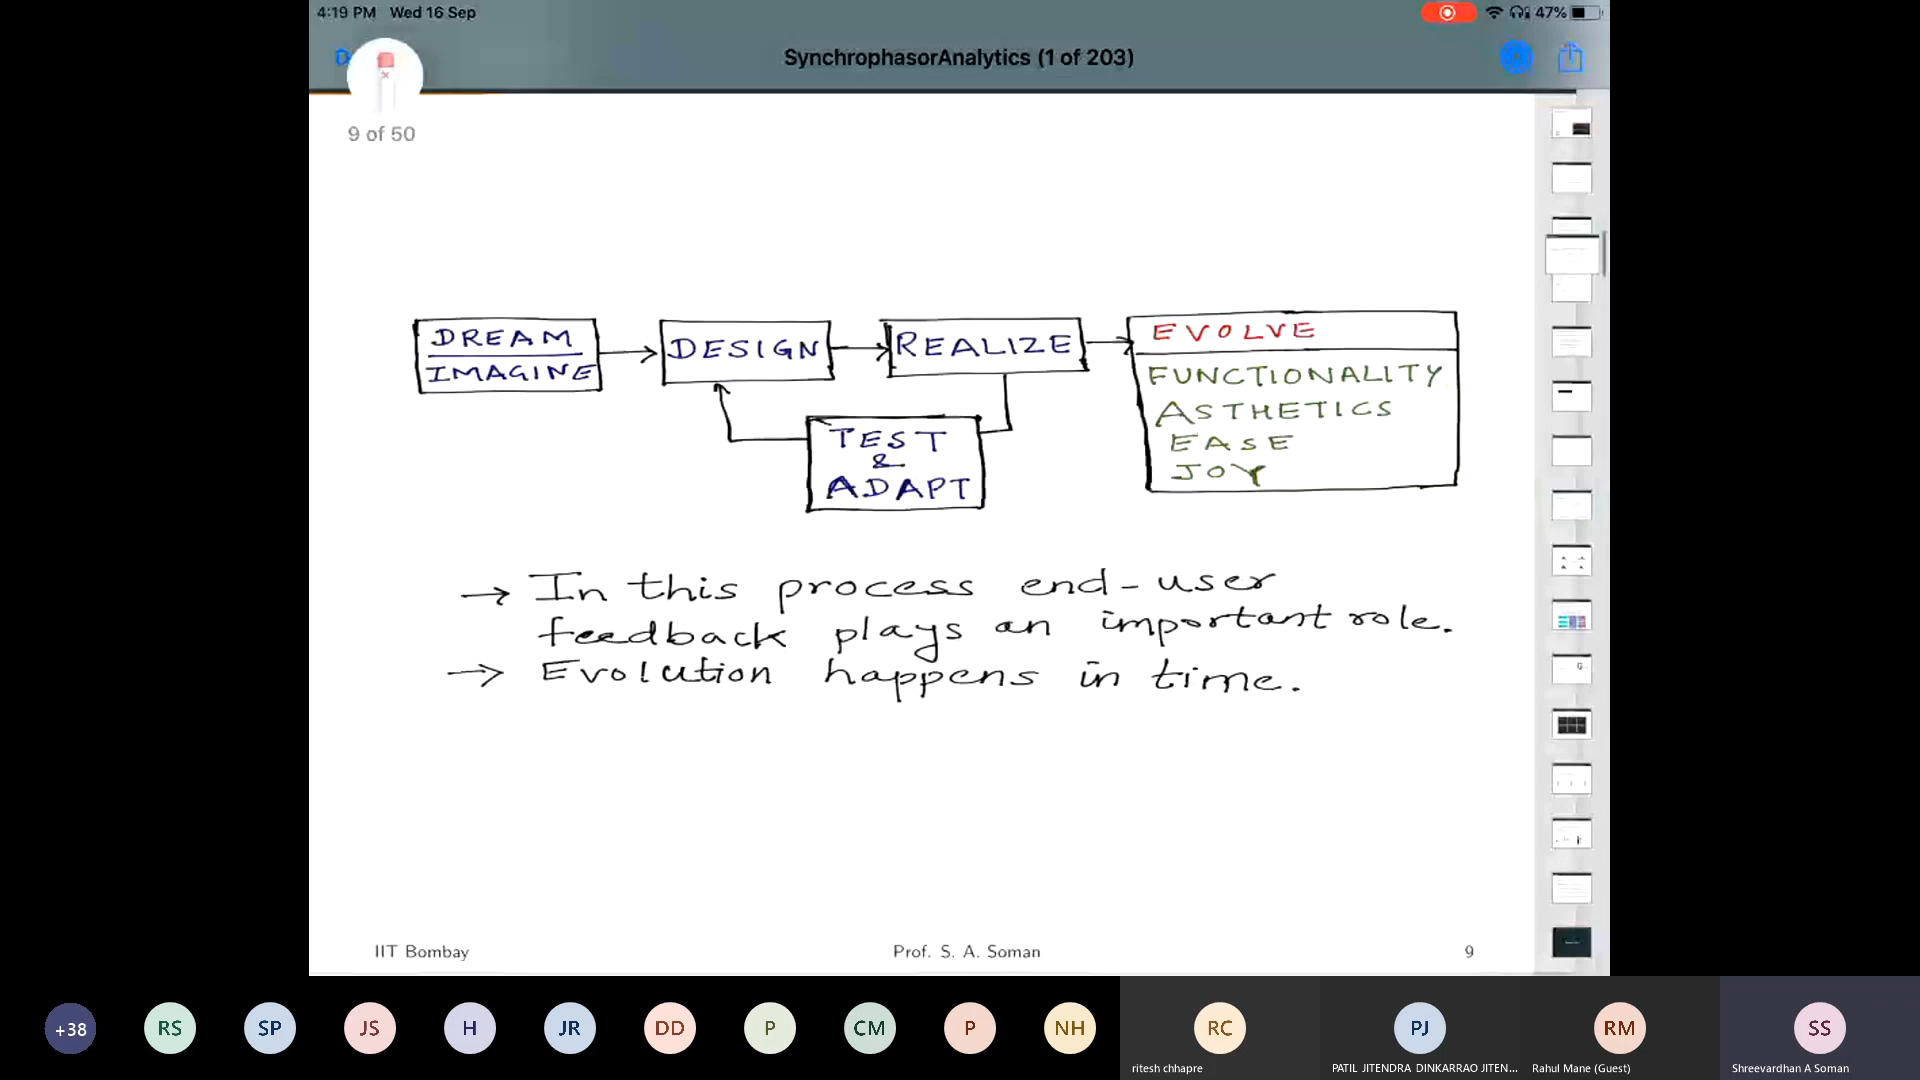 4:19 PM Wed 16 Sep
47%
SynchrophasorAnalytics (1 of 203)
9 of 50
DREAM
IMAGINE
DESIGN
REALIZE
TEST
&
ADAPT
EVOLVE
FUNCTIONALITY
ASTHETICS
EASE
JOY
→ In this process end-user
feedback plays an important role.
→ Evolution happens in time.
IIT Bombay Prof. S. A. Soman 9
+38 RS SP JS H JR DD P CM P NH RC PJ RM SS
ritesh chhapre PATIL JITENDRA DINKARRAO JITEN... Rahul Mane (Guest) Shreevardhan A Soman